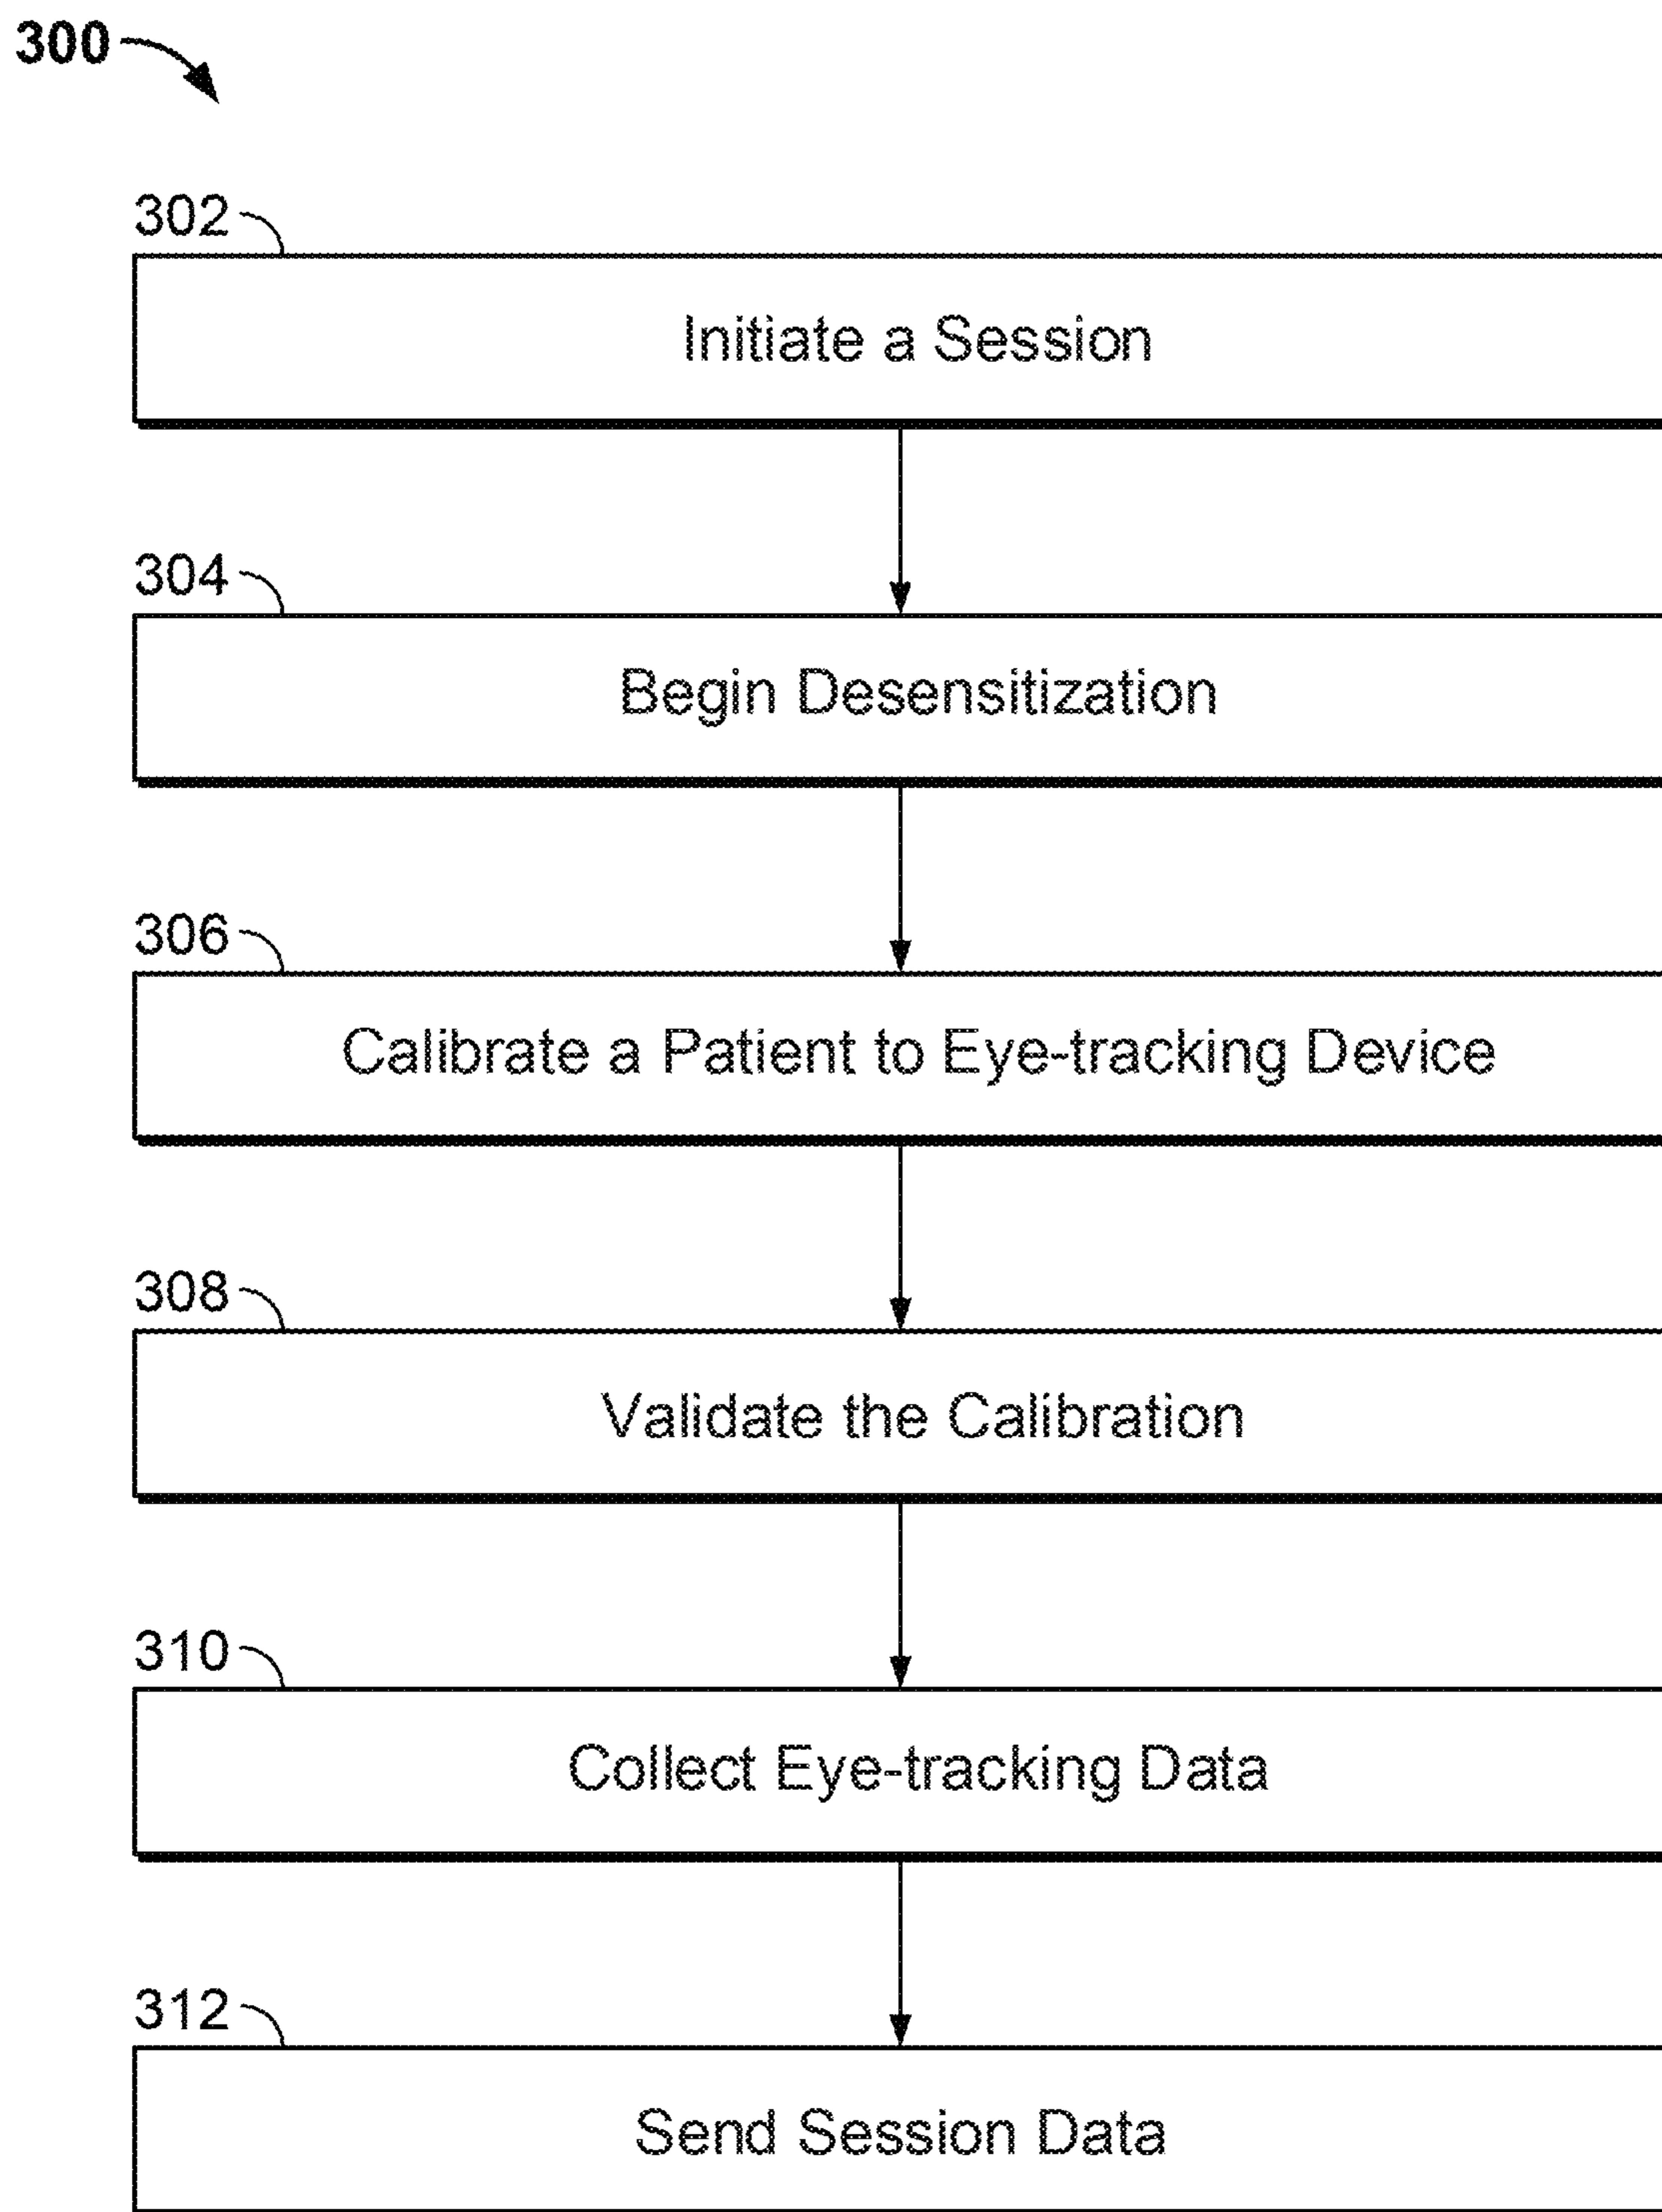 300
302
Initiate a Session
304
Begin Desensitization
306
Calibrate a Patient to Eye-tracking Device
308
Validate the Calibration
310
Collect Eye-tracking Data
312
Send Session Data